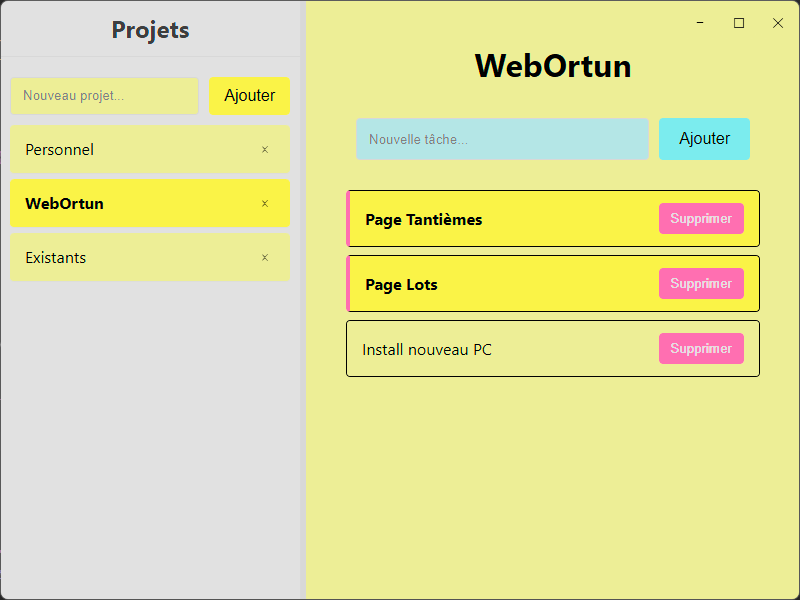 Projets
Nouveau projet...
Ajouter
Personnel
x
WebOrtun
x
Existants
x
WebOrtun
Nouvelle tâche...
Ajouter
Page Tantièmes
Supprimer
Page Lots
Supprimer
Install nouveau PC
Supprimer